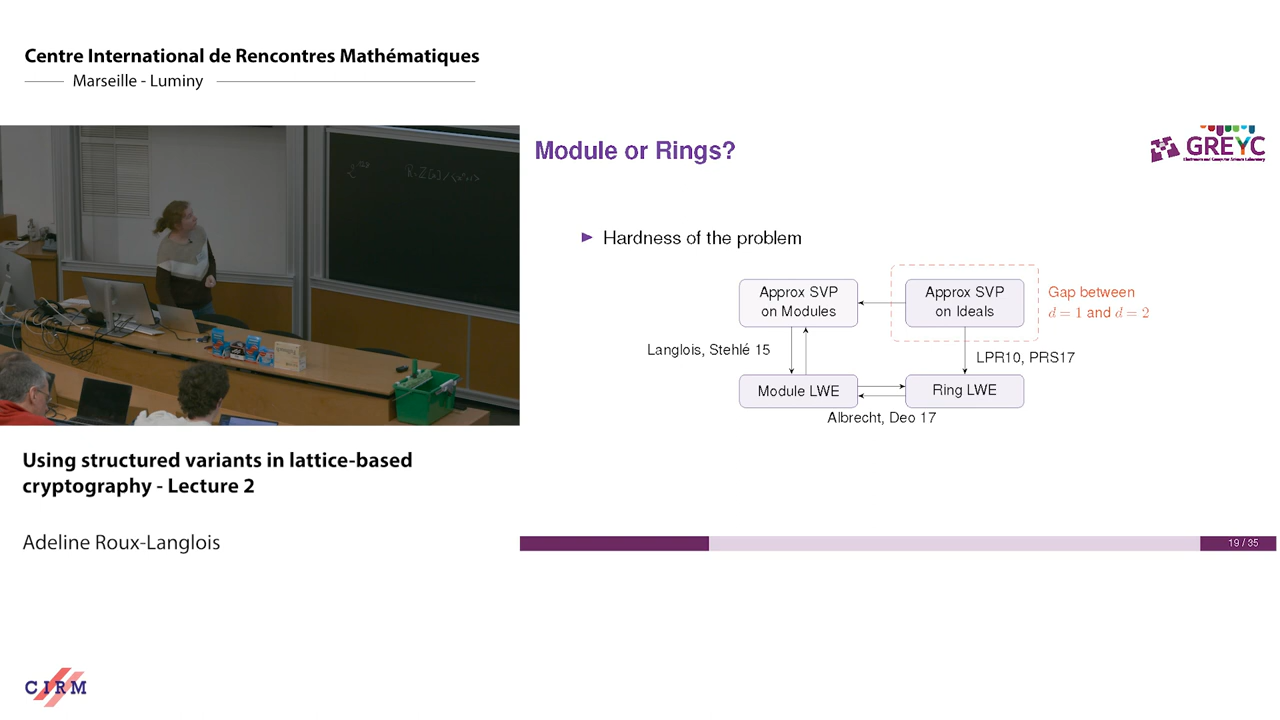 Centre International de Rencontres Mathématiques
Marseille - Luminy
Module or Rings?
GREYC
► Hardness of the problem
Approx SVP
on Modules
Approx SVP
on Ideals
Gap between
d = 1 and d = 2
Langlois, Stehlé 15
LPR10, PRS17
Module LWE
Ring LWE
Albrecht, Deo 17
Using structured variants in lattice-based
cryptography - Lecture 2
Adeline Roux-Langlois
19 / 35
CIRM